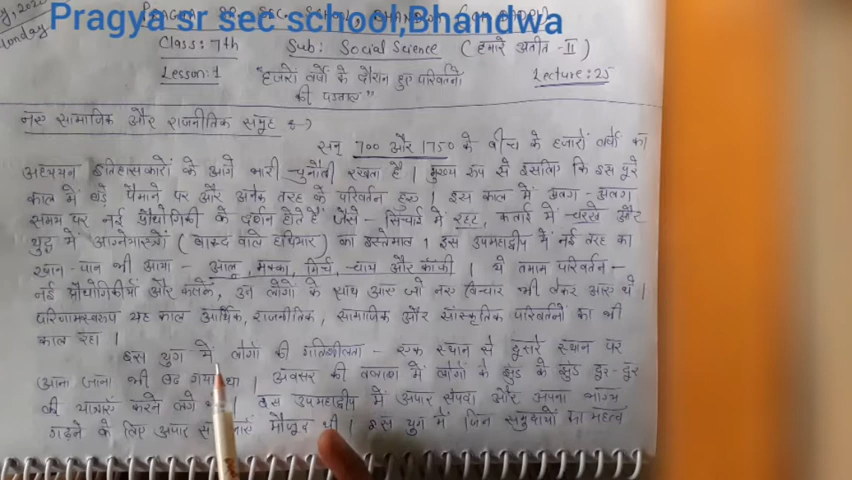 Pragya sr sec school,Bhandwa
Class: 7th Sub: Social Science (हमारे अतीत -II)
Lesson: 1 "हजारों वर्षों के दौरान हुए परिवर्तनों Lecture: 25
की पड़ताल"
नए सामाजिक और राजनीतिक समूह :->
सन् 700 और 1750 के बीच के हजारों वर्षों का
अध्ययन इतिहासकारों के आगे भारी चुनौती रखता है। मुख्य रूप से इसलिए कि इस पूरे
काल में बड़े पैमाने पर और अनेक तरह के परिवर्तन हुए। इस काल में अलग-अलग
समय पर नई प्रौद्योगिकी के दर्शन होते हैं जैसे - सिंचाई में रहट, कताई में चरखे और
युद्ध में आग्नेयास्त्रों (बारूद वाले हथियार) का इस्तेमाल। इस उपमहाद्वीप में नई तरह का
खान-पान भी आया - आलू, मक्का, मिर्च, चाय और कॉफी। ये तमाम परिवर्तन -
नई प्रौद्योगिकीयाँ और फसलें, उन लोगों के साथ आए जो नए विचार भी लेकर आए थे।
परिणामस्वरूप यह काल आर्थिक, राजनीतिक, सामाजिक और सांस्कृतिक परिवर्तनों का भी
काल रहा।
इस युग में लोगों की गतिशीलता - एक स्थान से दूसरे स्थान पर
आना जाना भी बढ़ गया था। अवसर की तलाश में लोगों के झुंड के झुंड दूर-दूर
की यात्राएँ करने लगे थे। इस उपमहाद्वीप में अपार संपदा और अपना भाग्य
गढ़ने के लिए अपार मौजूद थी। इस युग में जिन समुदायों का महत्व